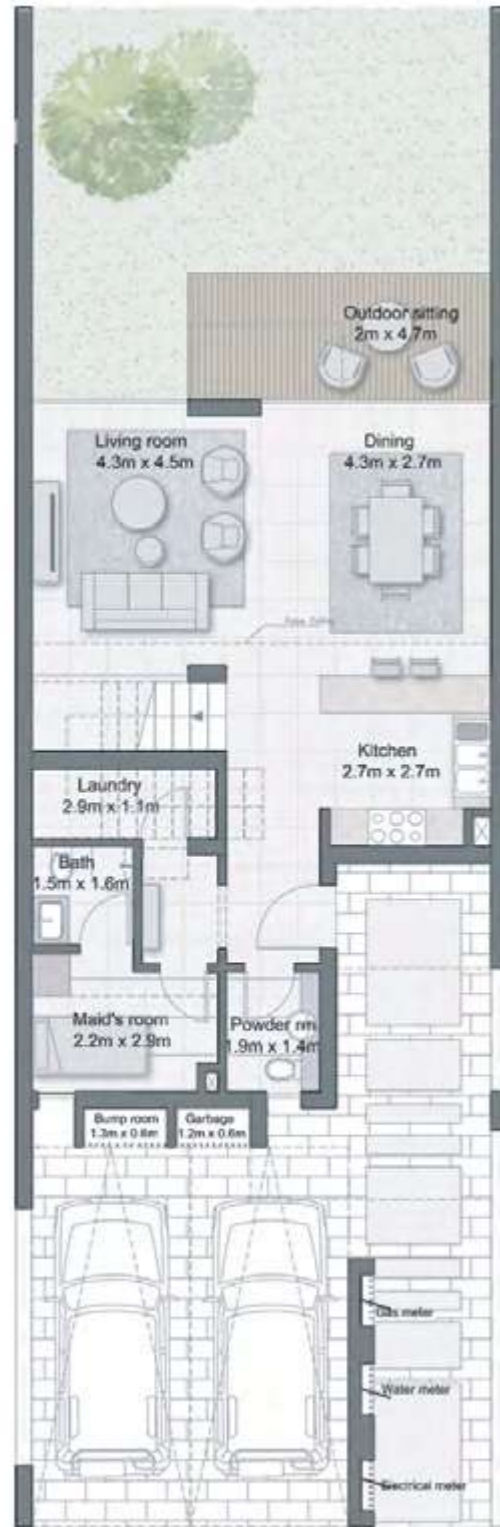 Outdoor sitting
2m x 4.7m
Living room
4.3m x 4.5m
Dining
4.3m x 2.7m
Kitchen
2.7m x 2.7m
Laundry
2.9m x 1.1m
Bath
1.5m x 1.6m
Maid's room
2.2m x 2.9m
Powder rm.
1.9m x 1.4m
Bump room
1.3m x 0.6m
Garbage
1.2m x 0.6m
Gas meter
Water meter
Electrical meter